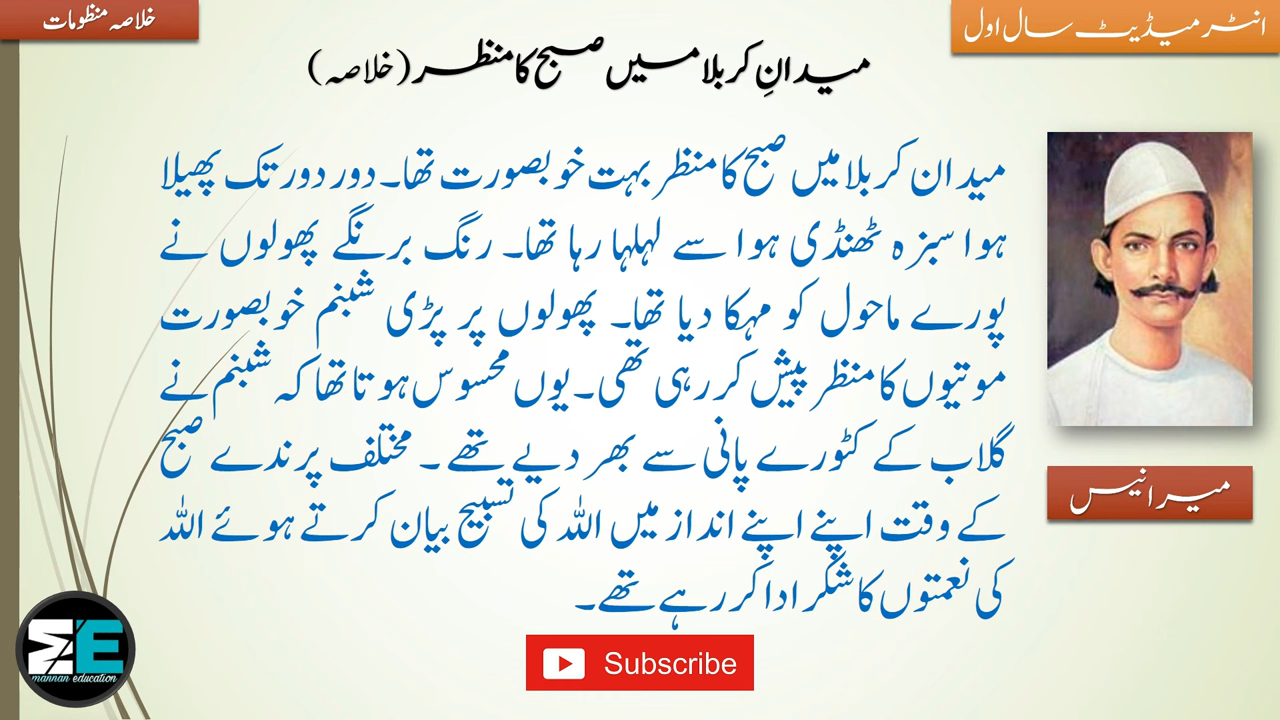 خلاصہ منظومات
انٹرمیڈیٹ سال اول
میدانِ کربلا میں صبح کا منظر (خلاصہ)
میدان کربلا میں صبح کا منظر بہت خوبصورت تھا۔ دور دور تک پھیلا
ہوا سبزہ ٹھنڈی ہوا سے لہلہا رہا تھا۔ رنگ برنگے پھولوں نے
پورے ماحول کو مہکا دیا تھا۔ پھولوں پر پڑی شبنم خوبصورت
موتیوں کا منظر پیش کر رہی تھی۔ یوں محسوس ہوتا تھا کہ شبنم نے
گلاب کے کٹورے پانی سے بھر دیے تھے۔ مختلف پرندے صبح
کے وقت اپنے اپنے انداز میں اللہ کی تسبیح بیان کرتے ہوئے اللہ
کی نعمتوں کا شکر ادا کر رہے تھے۔
میر انیس
mannan education
Subscribe